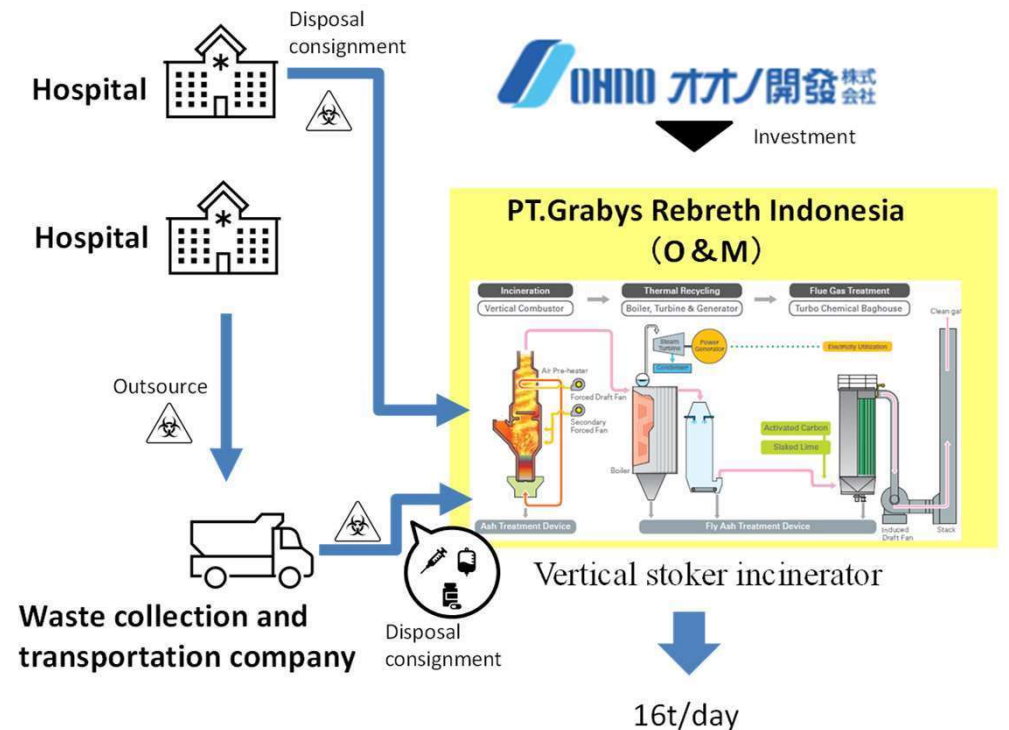 Disposal
consignment
Hospital
OHNO オオノ開發 株式会社
Investment
Hospital
PT.Grabys Rebreth Indonesia
（O＆M）
Incineration
Vertical Combustor
Thermal Recycling
Boiler, Turbine & Generator
Flue Gas Treatment
Turbo Chemical Baghouse
Clean gas
Steam
Turbine
Power
Generator
Electricity Utilization
Condenser
Air Pre-heater
Forced Draft Fan
Secondary
Forced Fan
Outsource
Activated Carbon
Slaked Lime
Boiler
Ash Treatment Device
Fly Ash Treatment Device
Induced
Draft Fan
Stack
Vertical stoker incinerator
Waste collection and
transportation company
Disposal
consignment
16t/day